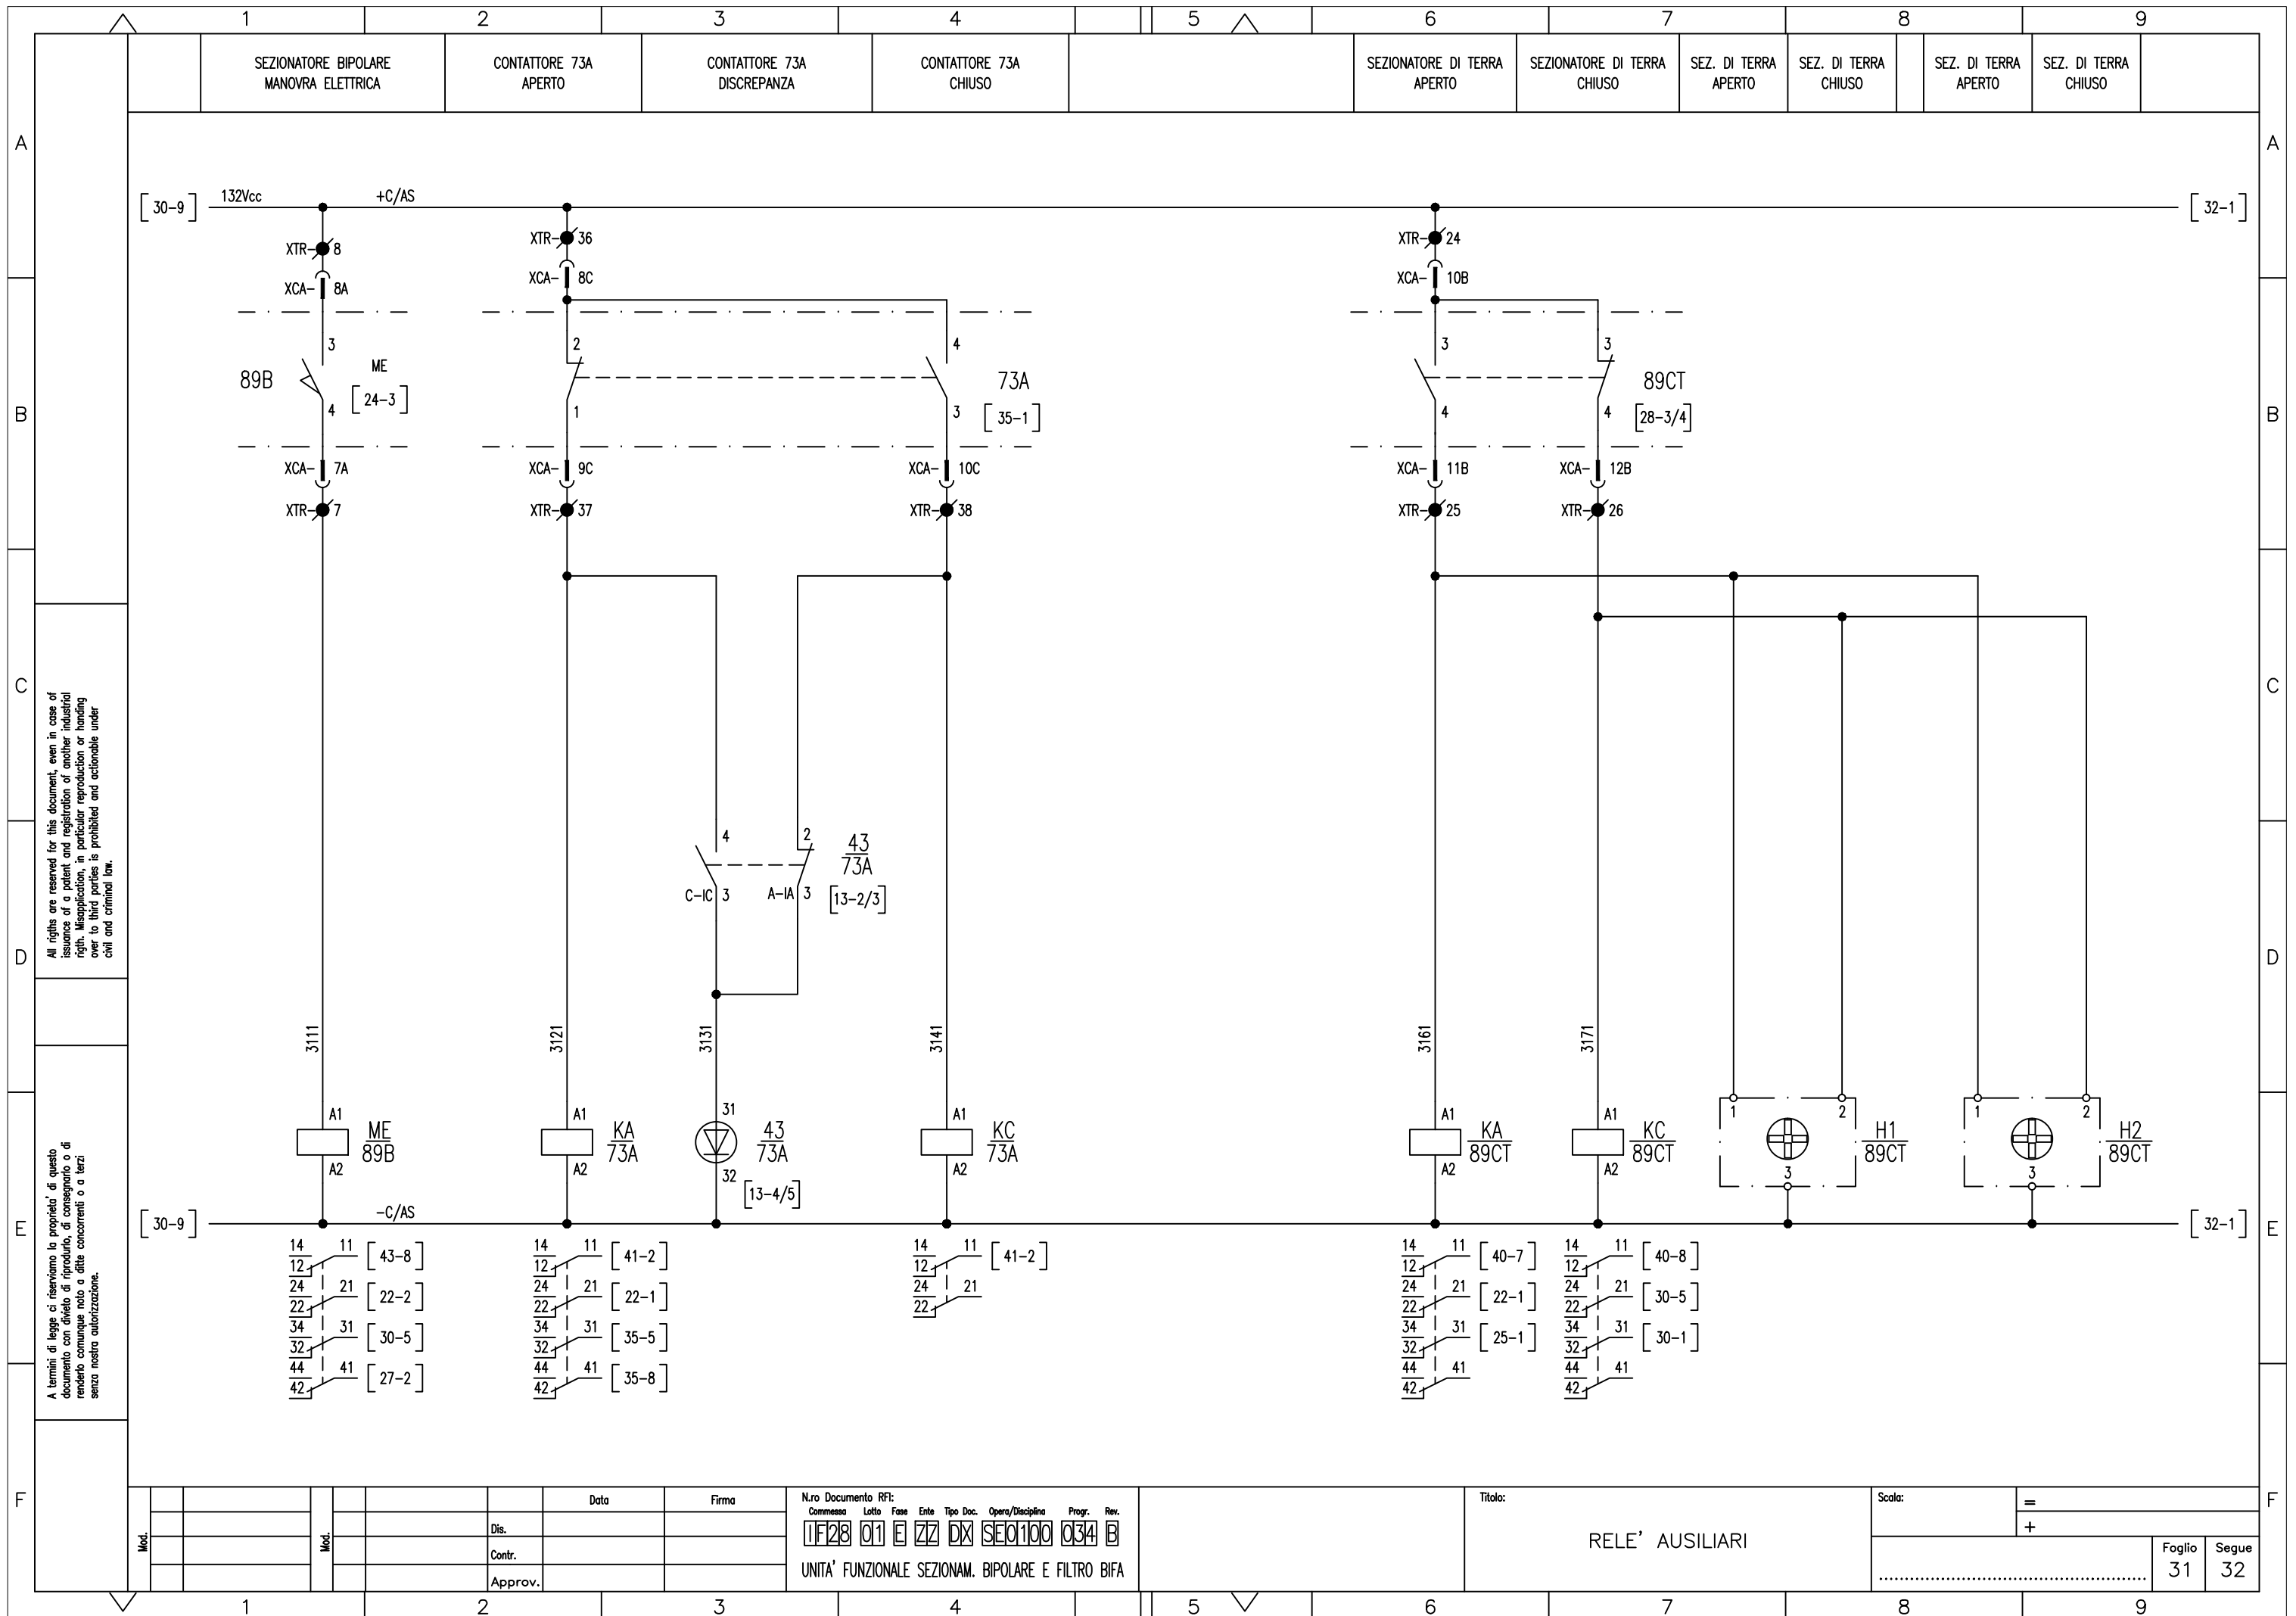 1 2 3 4 5 6 7 8 9
SEZIONATORE BIPOLARE
MANOVRA ELETTRICA
CONTATTORE 73A
APERTO
CONTATTORE 73A
DISCREPANZA
CONTATTORE 73A
CHIUSO
SEZIONATORE DI TERRA
APERTO
SEZIONATORE DI TERRA
CHIUSO
SEZ. DI TERRA
APERTO
SEZ. DI TERRA
CHIUSO
SEZ. DI TERRA
APERTO
SEZ. DI TERRA
CHIUSO
A A
[30-9] 132Vcc +C/AS [32-1]
XTR- 8 XTR- 36 XTR- 24
XCA- 8A XCA- 8C XCA- 10B
3 2 4 3 3
89B ME 73A 89CT
[24-3] [35-1] [28-3/4]
4 1 3 4 4
B B
XCA- 7A XCA- 9C XCA- 10C XCA- 11B XCA- 12B
XTR- 7 XTR- 37 XTR- 38 XTR- 25 XTR- 26
C C
All rigths are reserved for this document, even in case of
issuance of a patent and registration of another industrial
rigth. Misapplication, in particular reproduction or handing
over to third parties is prohibited and actionable under
civil and criminal law.
4 2 43
73A
C-IC 3 A-IA 3 [13-2/3]
D D
3111 3121 3131 3141 3161 3171
A1 A1 31 A1 A1 A1 1 2 1 2
ME
89B
KA
73A
43
73A
KC
73A
KA
89CT
KC
89CT
H1
89CT
H2
89CT
A2 A2 32 A2 A2 A2 3 3
[13-4/5]
E E
[30-9] -C/AS [32-1]
A termini di legge ci riserviamo la proprieta' di questo
documento con divieto di riprodurlo, di consegnarlo o di
renderlo comunque noto a ditte concorrenti o a terzi
senza nostra autorizzazione.
14 11 [43-8]
12
24 21 [22-2]
22
34 31 [30-5]
32
44 41 [27-2]
42
14 11 [41-2]
12
24 21 [22-1]
22
34 31 [35-5]
32
44 41 [35-8]
42
14 11 [41-2]
12
24 21
22
14 11 [40-7]
12
24 21 [22-1]
22
34 31 [25-1]
32
44 41
42
14 11 [40-8]
12
24 21 [30-5]
22
34 31 [30-1]
32
44 41
42
F F
Mod. Mod.
Data Firma
Dis.
Contr.
Approv.
N.ro Documento RFI:
Commessa Lotto Fase Ente Tipo Doc. Opera/Disciplina Progr. Rev.
IF28 01 E ZZ DX SE0100 034 B
UNITA' FUNZIONALE SEZIONAM. BIPOLARE E FILTRO BIFA
Titolo:
RELE' AUSILIARI
Scala:
=
+
Foglio
31
Segue
32
1 2 3 4 5 6 7 8 9